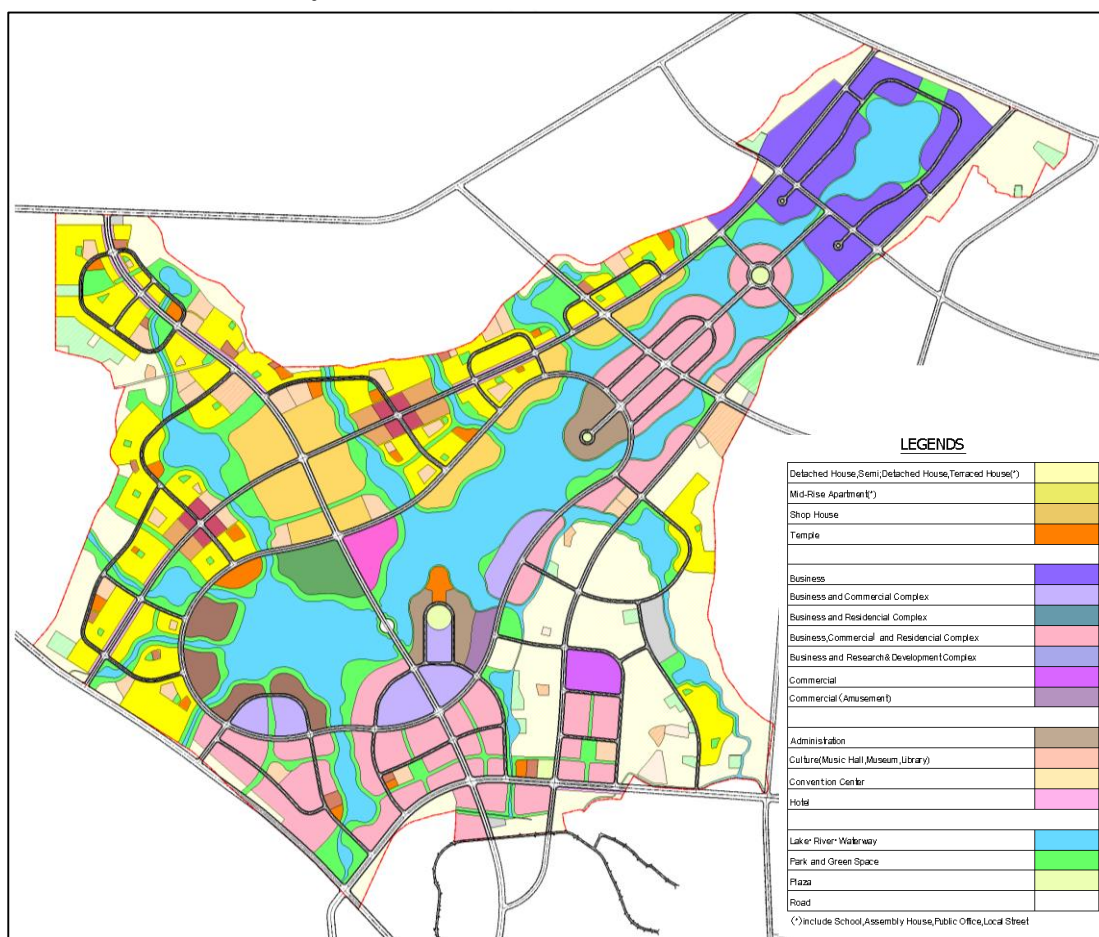 LEGENDS
Detached House,Semi;Detached House,Terraced House(*)
Mid-Rise Apartment(*)
Shop House
Temple
Business
Business and Commercial Complex
Business and Residencial Complex
Business,Commercial and Residencial Complex
Business and Research&Development Complex
Commercial
Commercial(Amusement)
Administration
Culture(Music Hall,Museum,Library)
Convention Center
Hotel
Lake・River・Waterway
Park and Green Space
Plaza
Road
(*)include School,Assembly House,Public Office,Local Street